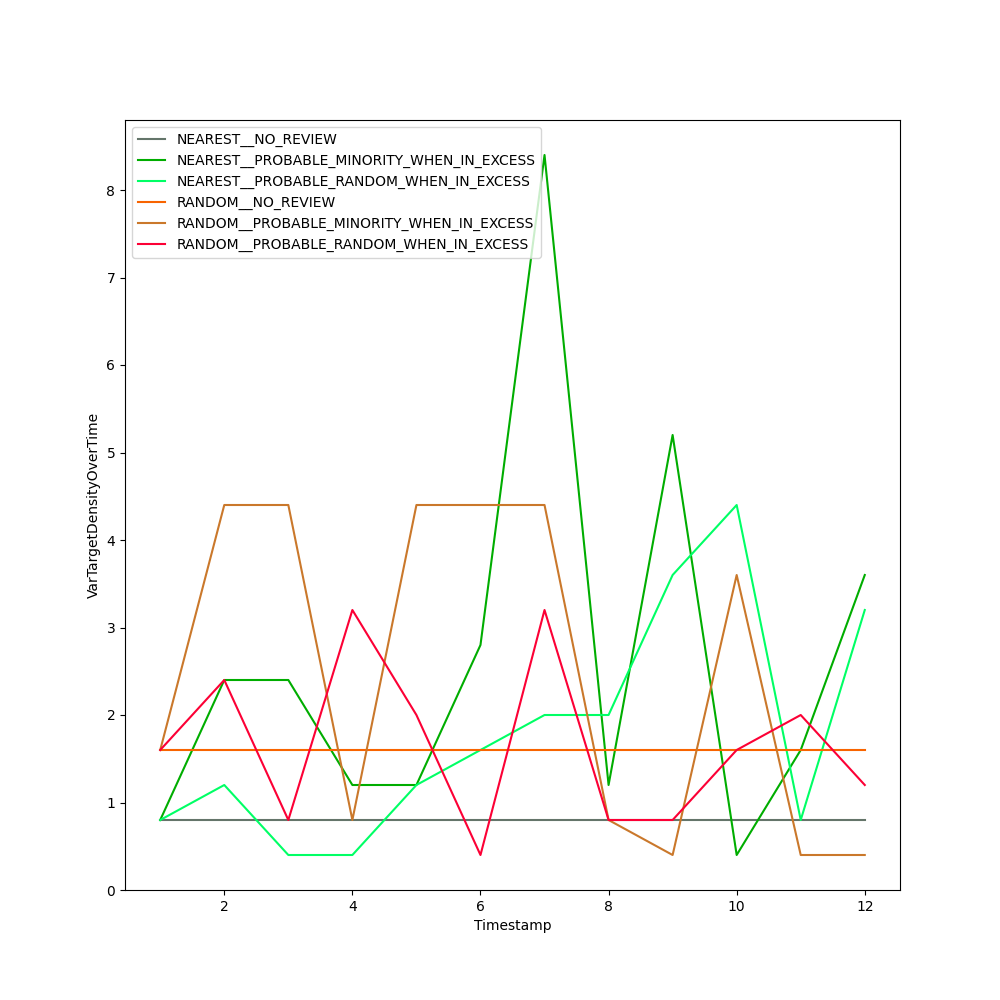 NEAREST__NO_REVIEW
NEAREST__PROBABLE_MINORITY_WHEN_IN_EXCESS
NEAREST__PROBABLE_RANDOM_WHEN_IN_EXCESS
RANDOM__NO_REVIEW
RANDOM__PROBABLE_MINORITY_WHEN_IN_EXCESS
RANDOM__PROBABLE_RANDOM_WHEN_IN_EXCESS
8
7
6
5
4
3
2
1
0
VarTargetDensityOverTime
2 4 6 8 10 12
Timestamp